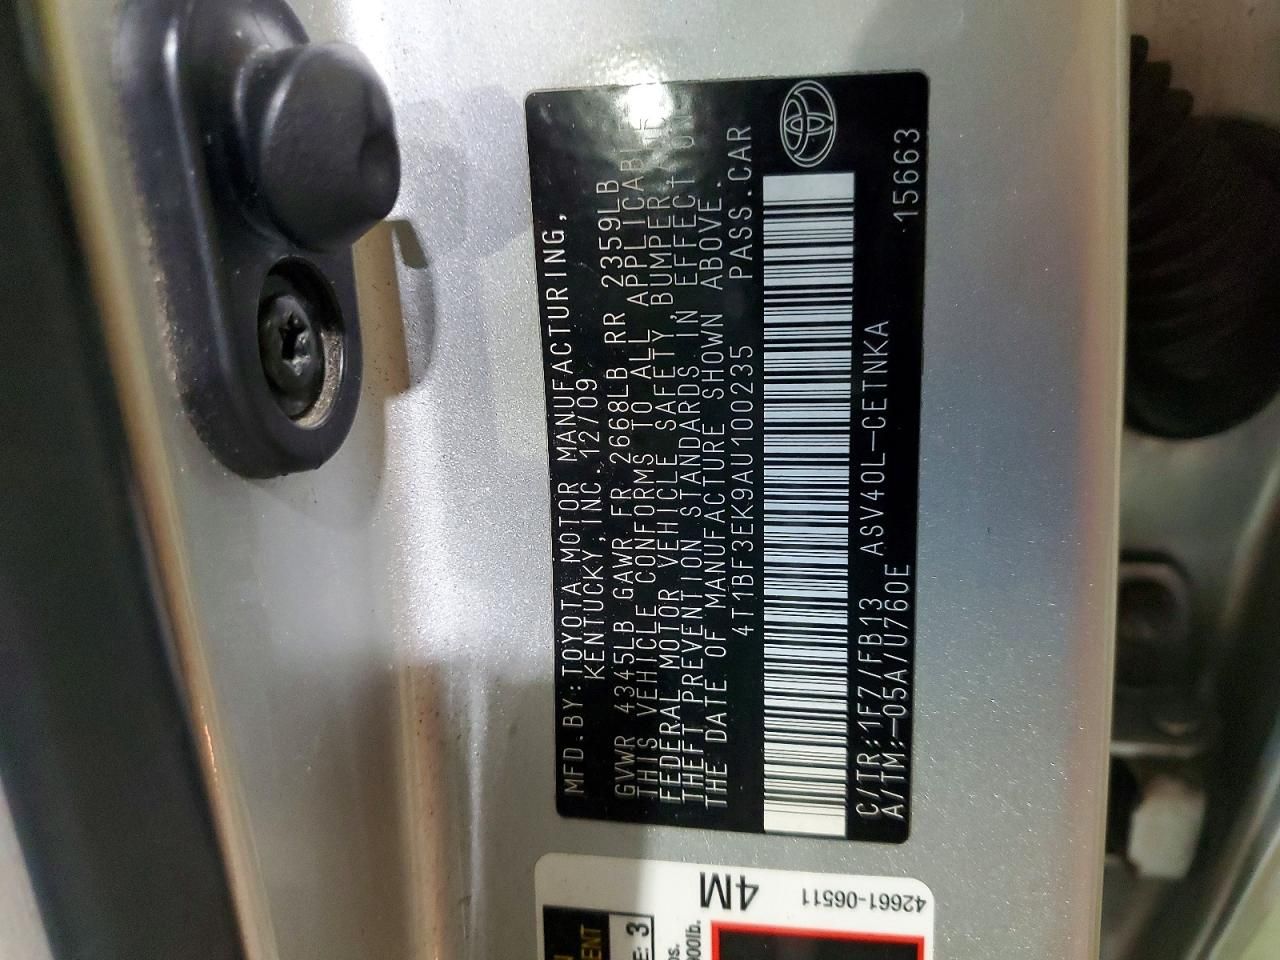 MFD.BY:TOYOTA MOTOR MANUFACTURING,
KENTUCKY,INC. 12/09
GVWR 4345LB GAWR FR 2668LB RR 2359LB
THIS VEHICLE CONFORMS TO ALL APPLICABLE
FEDERAL MOTOR VEHICLE SAFETY,BUMPER,AND
THEFT PREVENTION STANDARDS IN EFFECT ON
THE DATE OF MANUFACTURE SHOWN ABOVE.
4T1BF3EK9AU100235 PASS.CAR
C/TR:1F7/FB13 ASV40L-CETNKA 15663
A/TM:-05A/U760E
4M
42661-06511
E: 3
00lb.